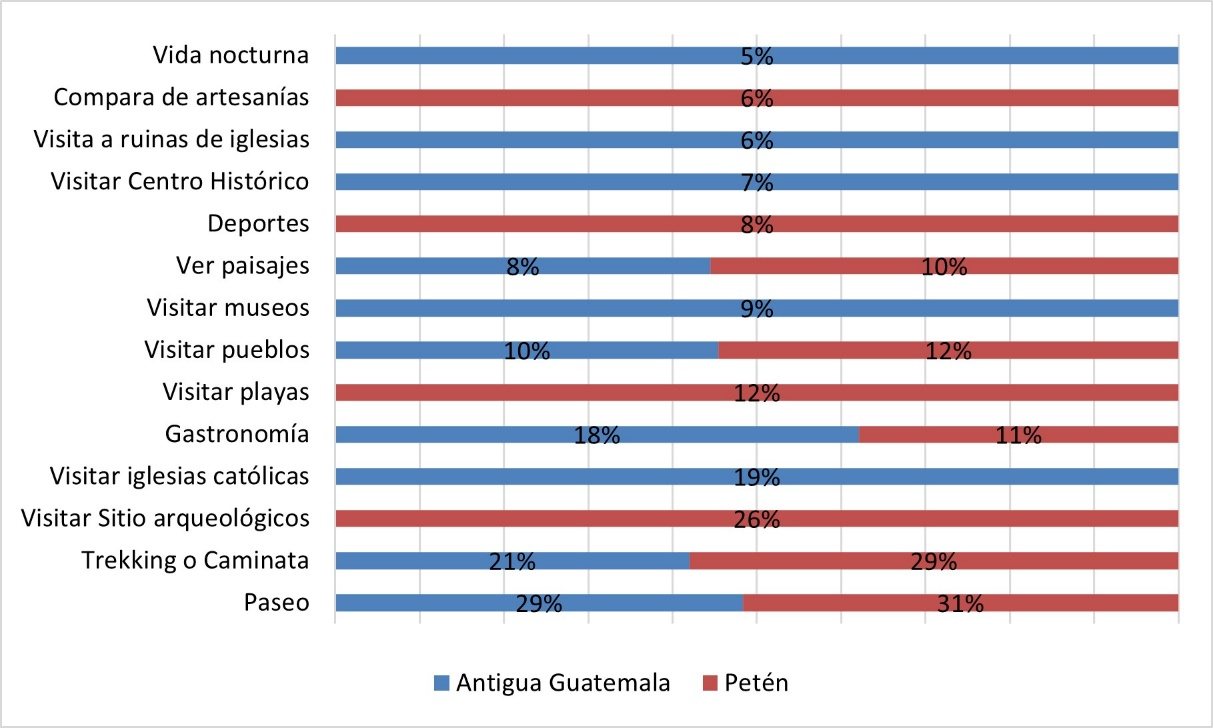 Vida nocturna 5%
Compara de artesanías 6%
Visita a ruinas de iglesias 6%
Visitar Centro Histórico 7%
Deportes 8%
Ver paisajes 8% 10%
Visitar museos 9%
Visitar pueblos 10% 12%
Visitar playas 12%
Gastronomía 18% 11%
Visitar iglesias católicas 19%
Visitar Sitio arqueológicos 26%
Trekking o Caminata 21% 29%
Paseo 29% 31%
Antigua Guatemala Petén